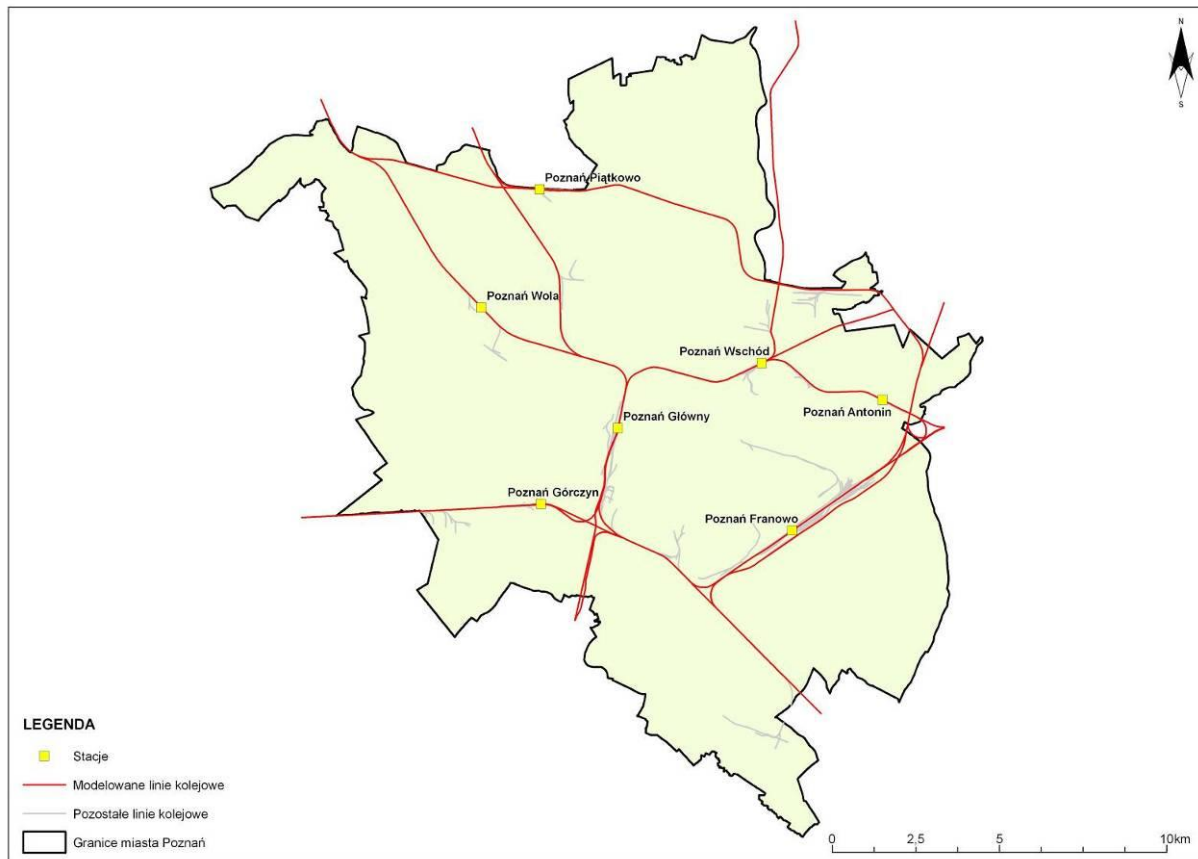 N
S
Poznań Piątkowo
Poznań Wola
Poznań Wschód
Poznań Antonin
Poznań Główny
Poznań Górczyn
Poznań Franowo
LEGENDA
Stacje
Modelowane linie kolejowe
Pozostałe linie kolejowe
Granice miasta Poznań
0 2,5 5 10km